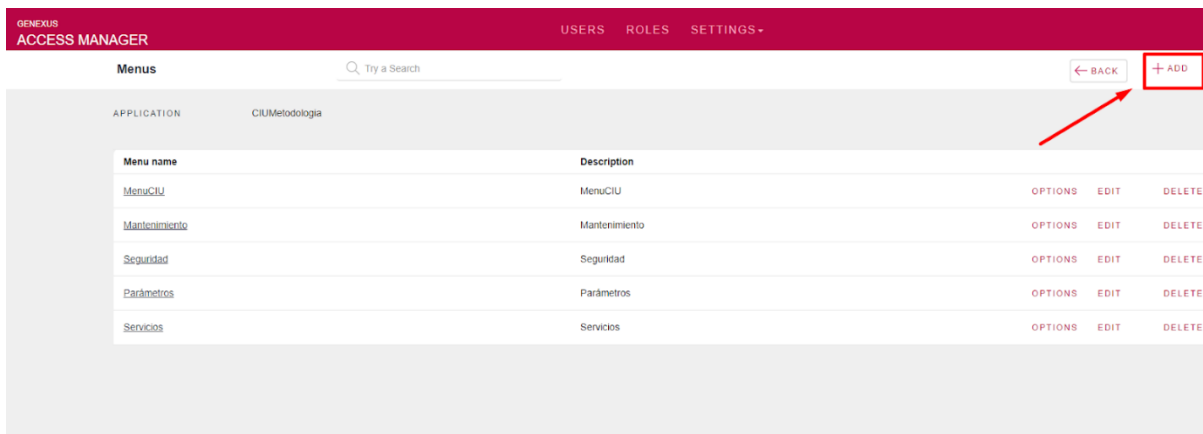 GENEXUS
ACCESS MANAGER
USERS ROLES SETTINGS
Menus
Try a Search
BACK
+ ADD
APPLICATION CIUMetodologia
Menu name Description
MenuCIU MenuCIU OPTIONS EDIT DELETE
Mantenimiento Mantenimiento OPTIONS EDIT DELETE
Seguridad Seguridad OPTIONS EDIT DELETE
Parámetros Parámetros OPTIONS EDIT DELETE
Servicios Servicios OPTIONS EDIT DELETE